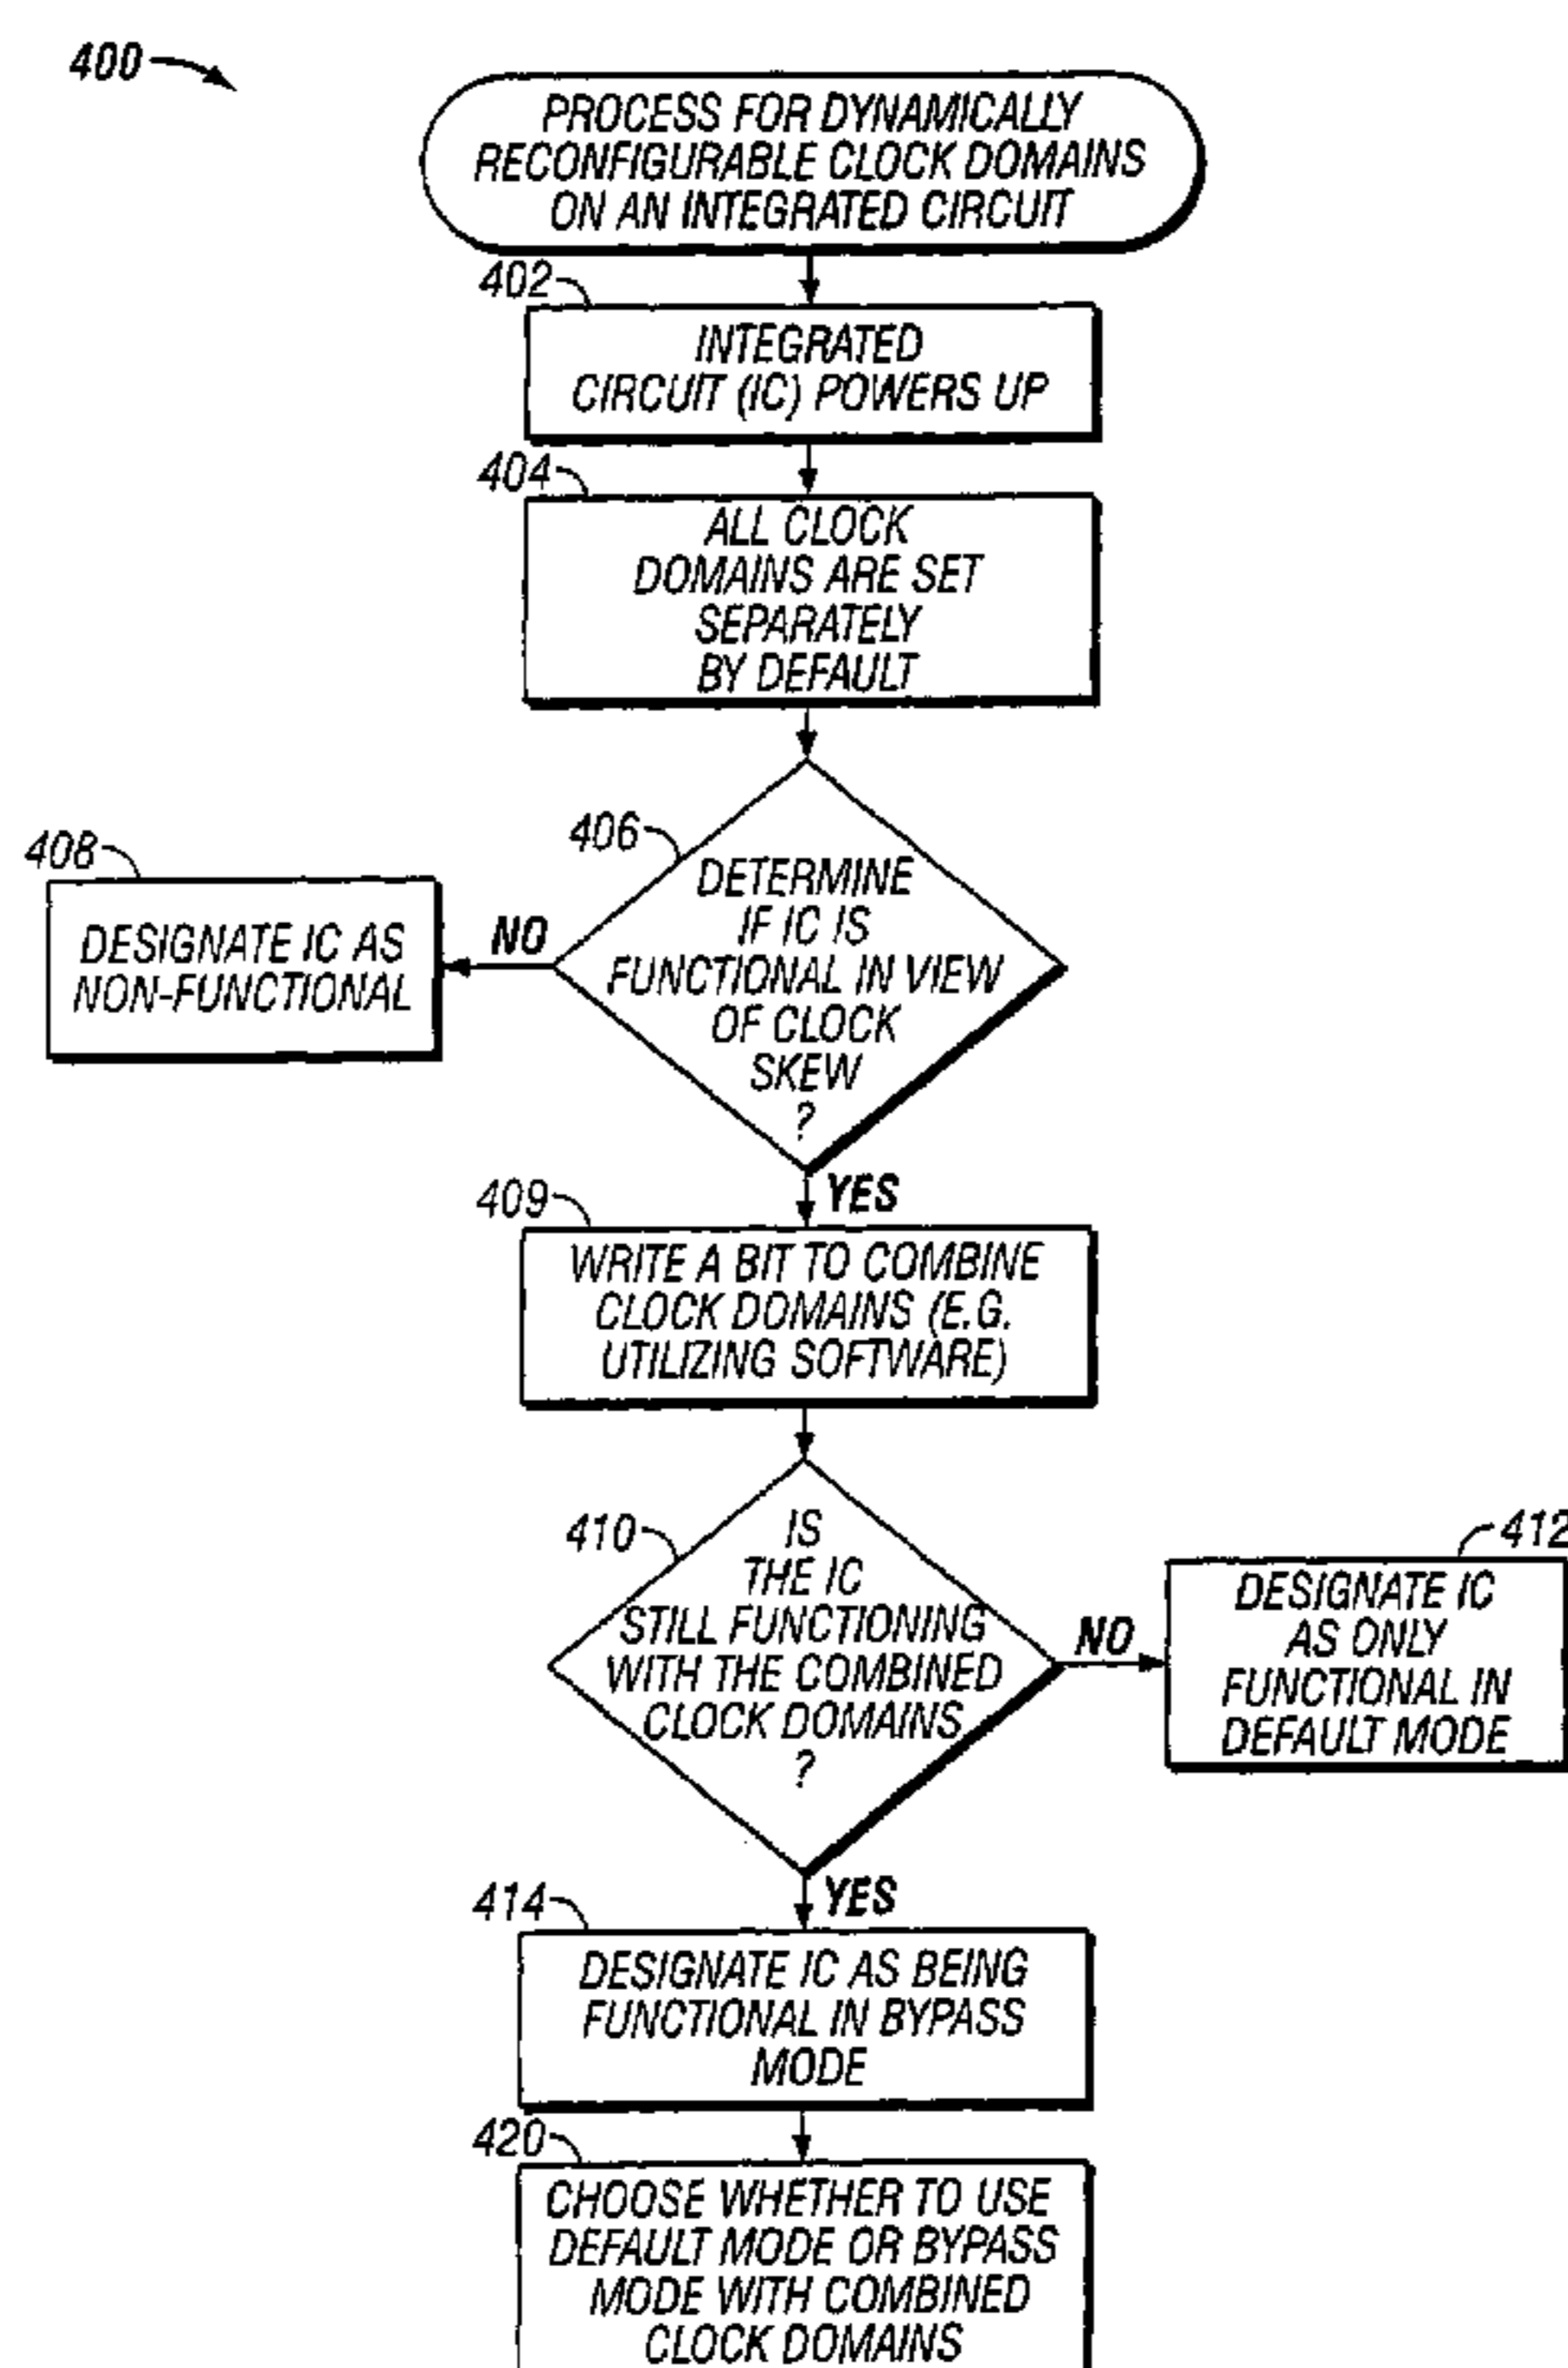 400
PROCESS FOR DYNAMICALLY
RECONFIGURABLE CLOCK DOMAINS
ON AN INTEGRATED CIRCUIT
402
INTEGRATED
CIRCUIT (IC) POWERS UP
404
ALL CLOCK
DOMAINS ARE SET
SEPARATELY
BY DEFAULT
406
DETERMINE
IF IC IS
FUNCTIONAL IN VIEW
OF CLOCK
SKEW
?
NO
408
DESIGNATE IC AS
NON-FUNCTIONAL
YES
409
WRITE A BIT TO COMBINE
CLOCK DOMAINS (E.G.
UTILIZING SOFTWARE)
410
IS
THE IC
STILL FUNCTIONING
WITH THE COMBINED
CLOCK DOMAINS
?
NO
412
DESIGNATE IC
AS ONLY
FUNCTIONAL IN
DEFAULT MODE
YES
414
DESIGNATE IC AS BEING
FUNCTIONAL IN BYPASS
MODE
420
CHOOSE WHETHER TO USE
DEFAULT MODE OR BYPASS
MODE WITH COMBINED
CLOCK DOMAINS